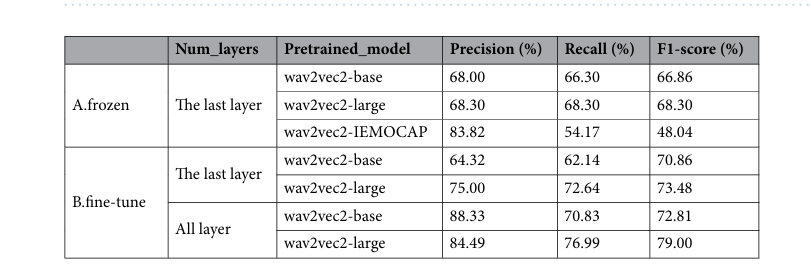 Num_layers Pretrained_model Precision (%) Recall (%) F1-score (%)
A.frozen The last layer wav2vec2-base 68.00 66.30 66.86
wav2vec2-large 68.30 68.30 68.30
wav2vec2-IEMOCAP 83.82 54.17 48.04
B.fine-tune The last layer wav2vec2-base 64.32 62.14 70.86
wav2vec2-large 75.00 72.64 73.48
All layer wav2vec2-base 88.33 70.83 72.81
wav2vec2-large 84.49 76.99 79.00